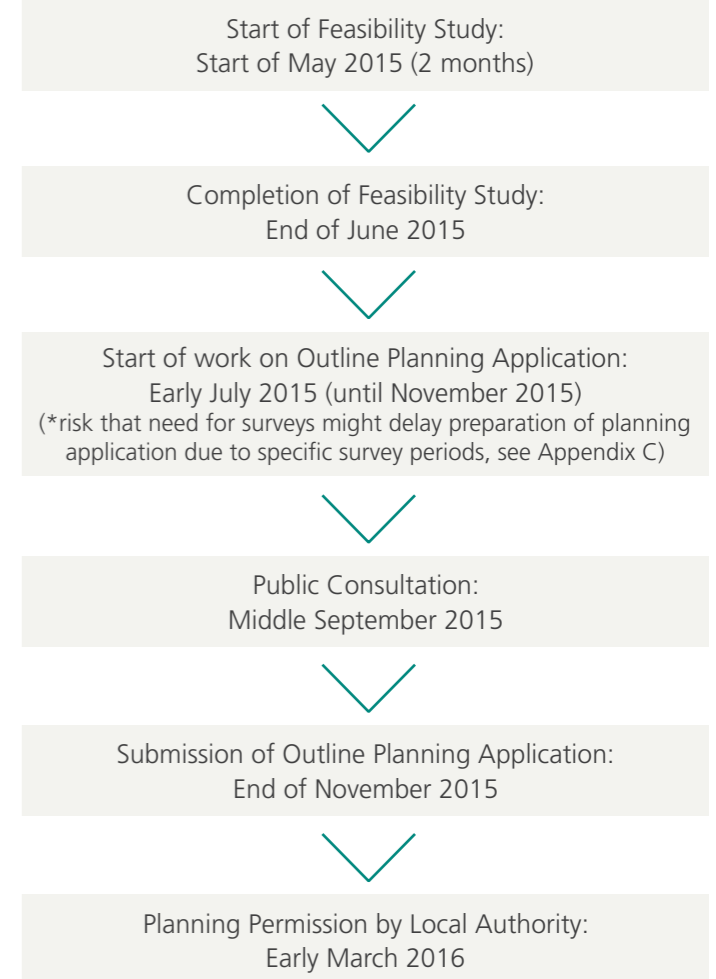 Start of Feasibility Study:
Start of May 2015 (2 months)
Completion of Feasibility Study:
End of June 2015
Start of work on Outline Planning Application:
Early July 2015 (until November 2015)
(*risk that need for surveys might delay preparation of planning
application due to specific survey periods, see Appendix C)
Public Consultation:
Middle September 2015
Submission of Outline Planning Application:
End of November 2015
Planning Permission by Local Authority:
Early March 2016